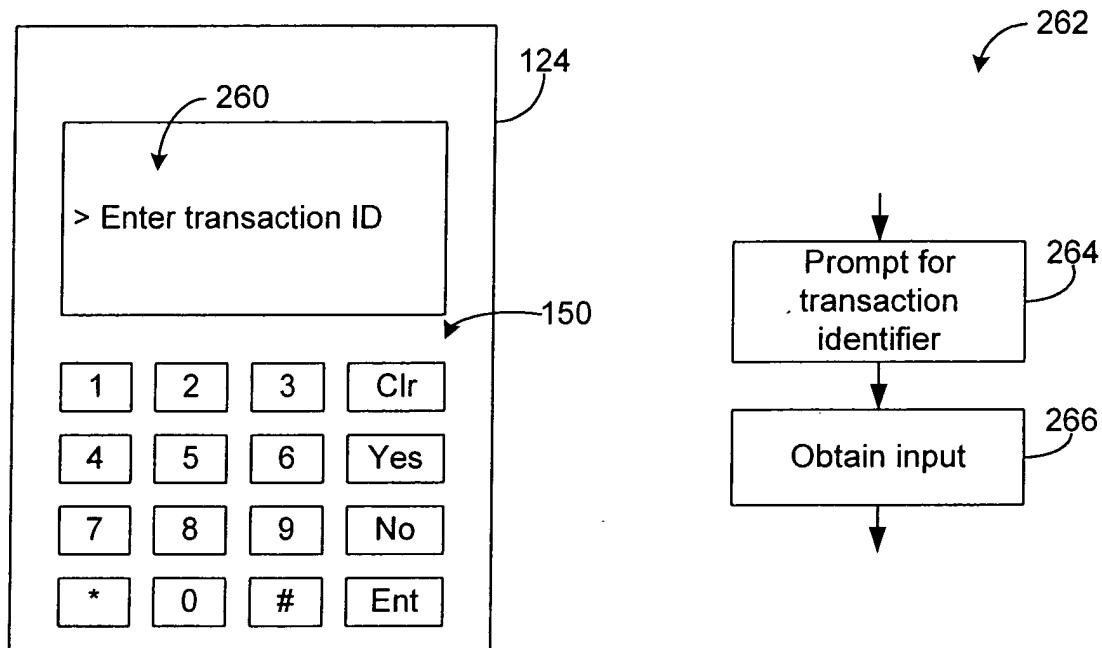 262
124
260
> Enter transaction ID
150
1 2 3 Clr
4 5 6 Yes
7 8 9 No
* 0 # Ent
Prompt for
transaction
identifier
264
Obtain input
266